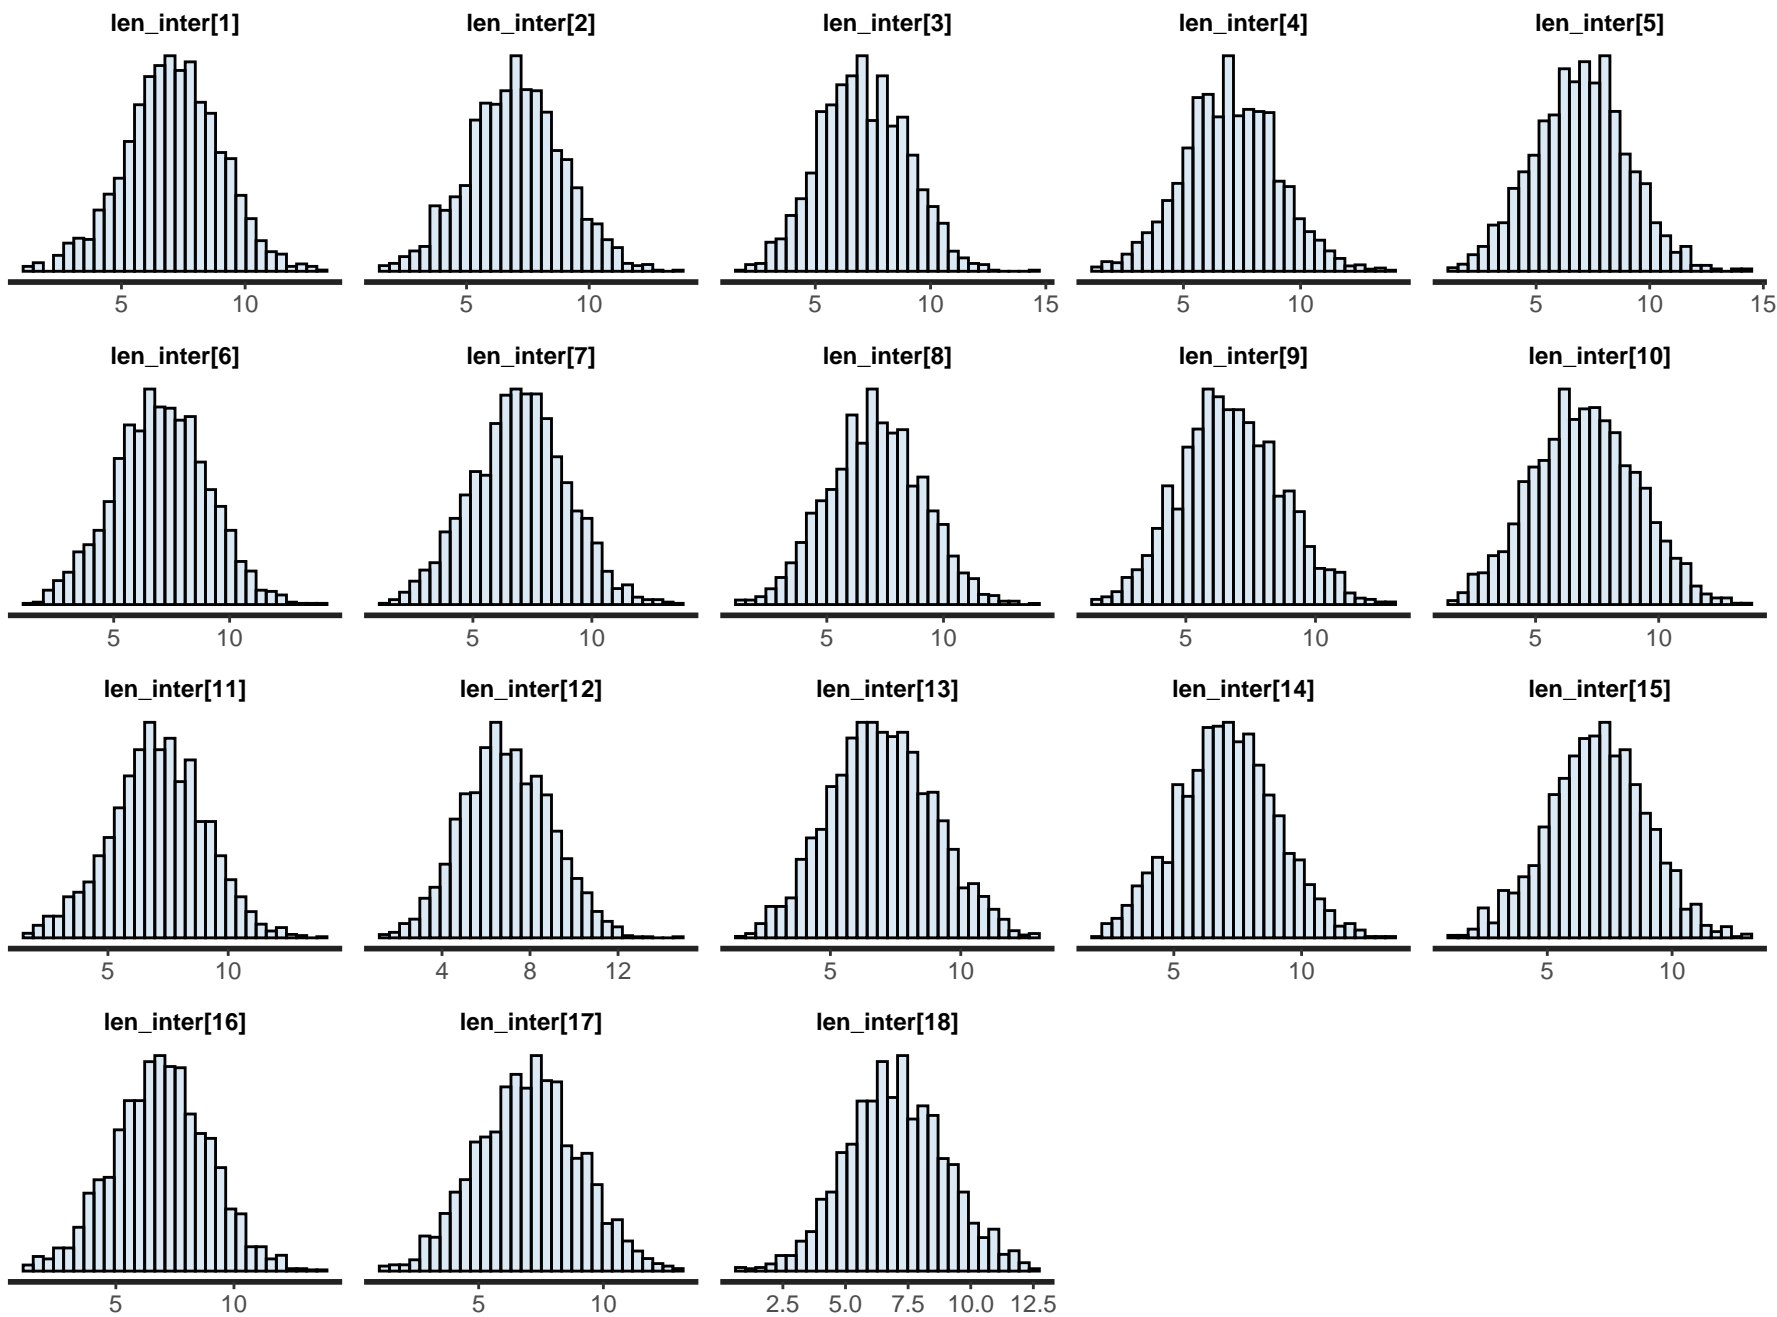 len_inter[1] len_inter[2] len_inter[3] len_inter[4] len_inter[5]
5 10 5 10 5 10 15 5 10 5 10 15
len_inter[6] len_inter[7] len_inter[8] len_inter[9] len_inter[10]
5 10 5 10 5 10 5 10 5 10
len_inter[11] len_inter[12] len_inter[13] len_inter[14] len_inter[15]
5 10 4 8 12 5 10 5 10 5 10
len_inter[16] len_inter[17] len_inter[18]
5 10 5 10 2.5 5.0 7.5 10.0 12.5